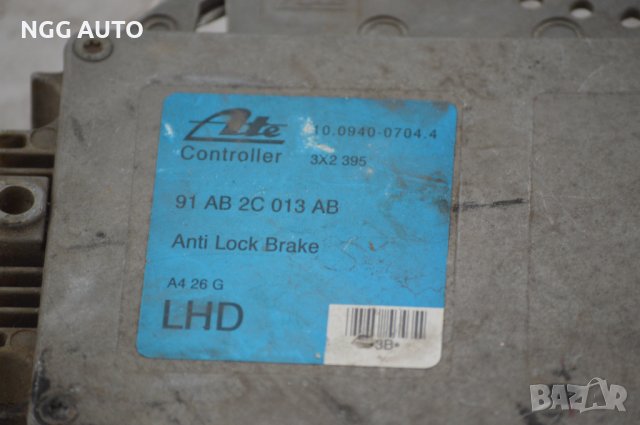 NGG AUTO
Ate
10.0940-0704.4
Controller
3X2 395
91 AB 2C 013 AB
Anti Lock Brake
A4 26 G
LHD
3B*
BAZAR